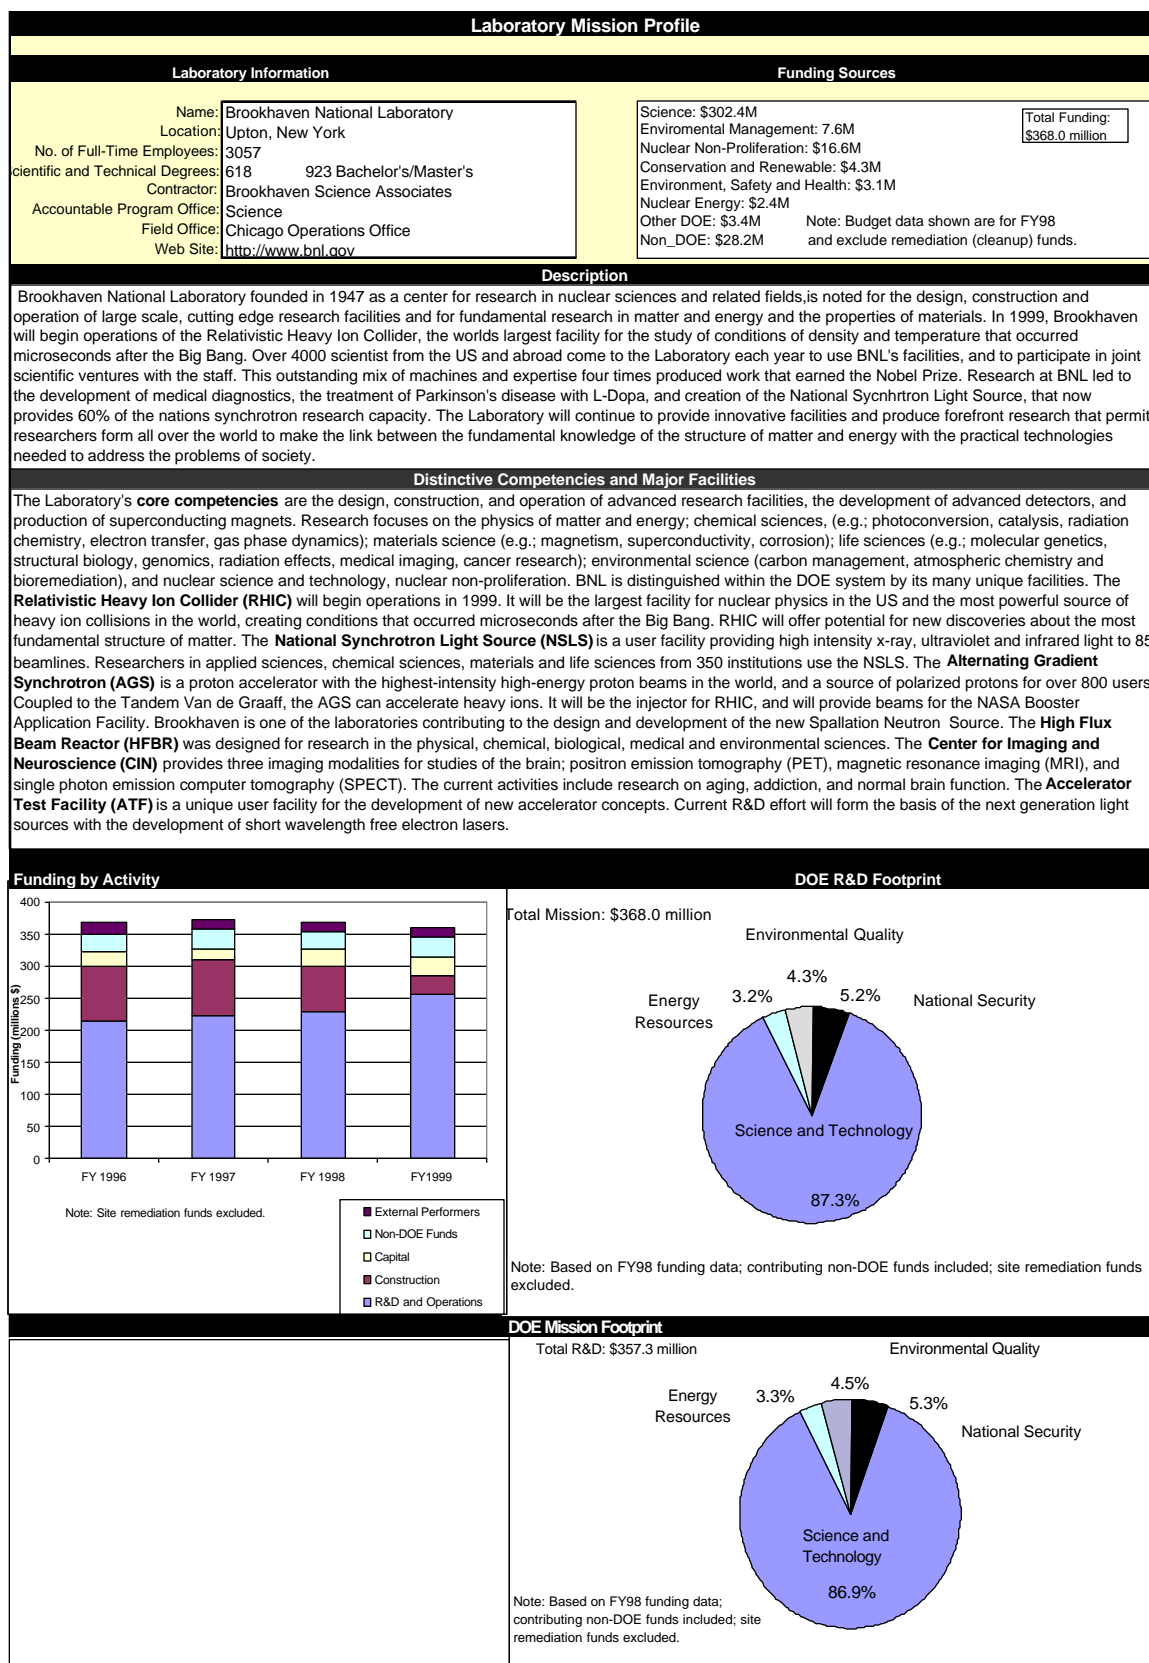 Laboratory Mission Profile
Laboratory Information
Funding Sources
Name: Brookhaven National Laboratory
Location: Upton, New York
No. of Full-Time Employees: 3057
cientific and Technical Degrees: 618 923 Bachelor's/Master's
Contractor: Brookhaven Science Associates
Accountable Program Office: Science
Field Office: Chicago Operations Office
Web Site: http://www.bnl.gov
Science: $302.4M
Enviromental Management: 7.6M
Nuclear Non-Proliferation: $16.6M
Conservation and Renewable: $4.3M
Environment, Safety and Health: $3.1M
Nuclear Energy: $2.4M
Other DOE: $3.4M Note: Budget data shown are for FY98
Non_DOE: $28.2M and exclude remediation (cleanup) funds.
Total Funding:
$368.0 million
Description
Brookhaven National Laboratory founded in 1947 as a center for research in nuclear sciences and related fields,is noted for the design, construction and
operation of large scale, cutting edge research facilities and for fundamental research in matter and energy and the properties of materials. In 1999, Brookhaven
will begin operations of the Relativistic Heavy Ion Collider, the worlds largest facility for the study of conditions of density and temperature that occurred
microseconds after the Big Bang. Over 4000 scientist from the US and abroad come to the Laboratory each year to use BNL's facilities, and to participate in joint
scientific ventures with the staff. This outstanding mix of machines and expertise four times produced work that earned the Nobel Prize. Research at BNL led to
the development of medical diagnostics, the treatment of Parkinson's disease with L-Dopa, and creation of the National Sycnhrtron Light Source, that now
provides 60% of the nations synchrotron research capacity. The Laboratory will continue to provide innovative facilities and produce forefront research that permit
researchers form all over the world to make the link between the fundamental knowledge of the structure of matter and energy with the practical technologies
needed to address the problems of society.
Distinctive Competencies and Major Facilities
The Laboratory's core competencies are the design, construction, and operation of advanced research facilities, the development of advanced detectors, and
production of superconducting magnets. Research focuses on the physics of matter and energy; chemical sciences, (e.g.; photoconversion, catalysis, radiation
chemistry, electron transfer, gas phase dynamics); materials science (e.g.; magnetism, superconductivity, corrosion); life sciences (e.g.; molecular genetics,
structural biology, genomics, radiation effects, medical imaging, cancer research); environmental science (carbon management, atmospheric chemistry and
bioremediation), and nuclear science and technology, nuclear non-proliferation. BNL is distinguished within the DOE system by its many unique facilities. The
Relativistic Heavy Ion Collider (RHIC) will begin operations in 1999. It will be the largest facility for nuclear physics in the US and the most powerful source of
heavy ion collisions in the world, creating conditions that occurred microseconds after the Big Bang. RHIC will offer potential for new discoveries about the most
fundamental structure of matter. The National Synchrotron Light Source (NSLS) is a user facility providing high intensity x-ray, ultraviolet and infrared light to 85
beamlines. Researchers in applied sciences, chemical sciences, materials and life sciences from 350 institutions use the NSLS. The Alternating Gradient
Synchrotron (AGS) is a proton accelerator with the highest-intensity high-energy proton beams in the world, and a source of polarized protons for over 800 users
Coupled to the Tandem Van de Graaff, the AGS can accelerate heavy ions. It will be the injector for RHIC, and will provide beams for the NASA Booster
Application Facility. Brookhaven is one of the laboratories contributing to the design and development of the new Spallation Neutron Source. The High Flux
Beam Reactor (HFBR) was designed for research in the physical, chemical, biological, medical and environmental sciences. The Center for Imaging and
Neuroscience (CIN) provides three imaging modalities for studies of the brain; positron emission tomography (PET), magnetic resonance imaging (MRI), and
single photon emission computer tomography (SPECT). The current activities include research on aging, addiction, and normal brain function. The Accelerator
Test Facility (ATF) is a unique user facility for the development of new accelerator concepts. Current R&D effort will form the basis of the next generation light
sources with the development of short wavelength free electron lasers.
Funding by Activity
Funding (millions $)
400
350
300
250
200
150
100
50
0
FY 1996 FY 1997 FY 1998 FY1999
Note: Site remediation funds excluded.
External Performers
Non-DOE Funds
Capital
Construction
R&D and Operations
DOE R&D Footprint
Total Mission: $368.0 million
Environmental Quality
4.3%
Energy
Resources
3.2%
5.2%
National Security
Science and Technology
87.3%
Note: Based on FY98 funding data; contributing non-DOE funds included; site remediation funds
excluded.
DOE Mission Footprint
Total R&D: $357.3 million
Environmental Quality
4.5%
Energy
Resources
3.3%
5.3%
National Security
Science and
Technology
86.9%
Note: Based on FY98 funding data;
contributing non-DOE funds included; site
remediation funds excluded.